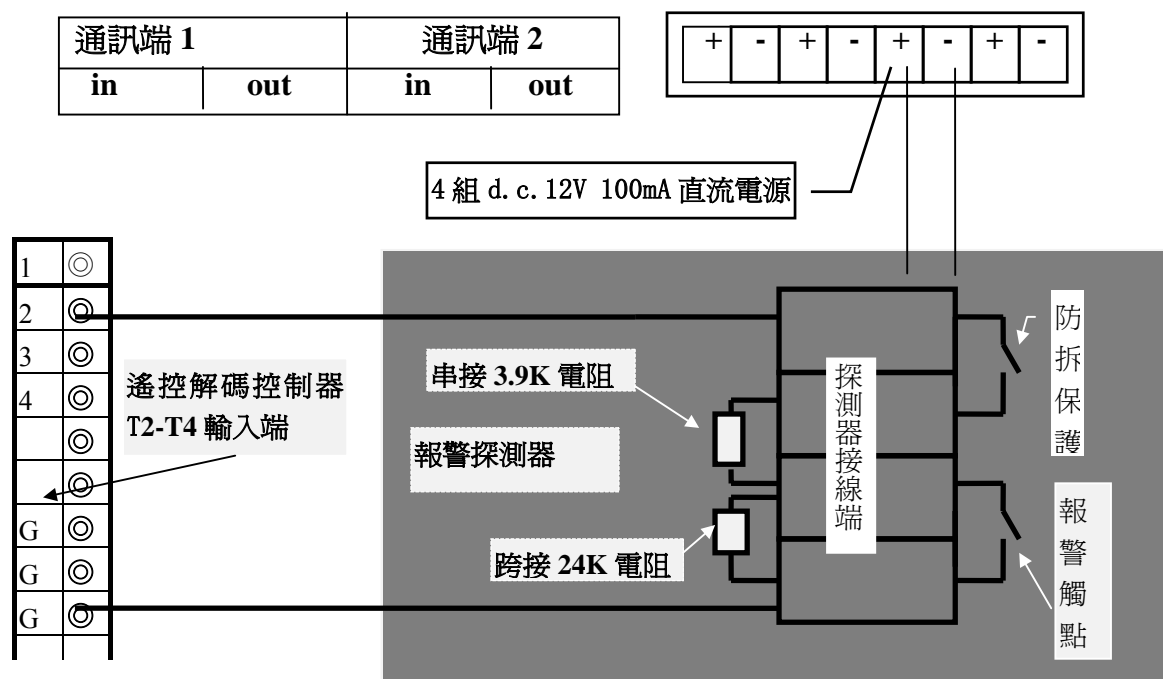 通訊端 1 通訊端 2
in out in out
+ - + - + - + -
4 組 d.c.12V 100mA 直流電源
1
2
3
4
G
G
G
遙控解碼控制器
T2-T4 輸入端
串接 3.9K 電阻
報警探測器
跨接 24K 電阻
探測器接線端
防拆保護
報警觸點